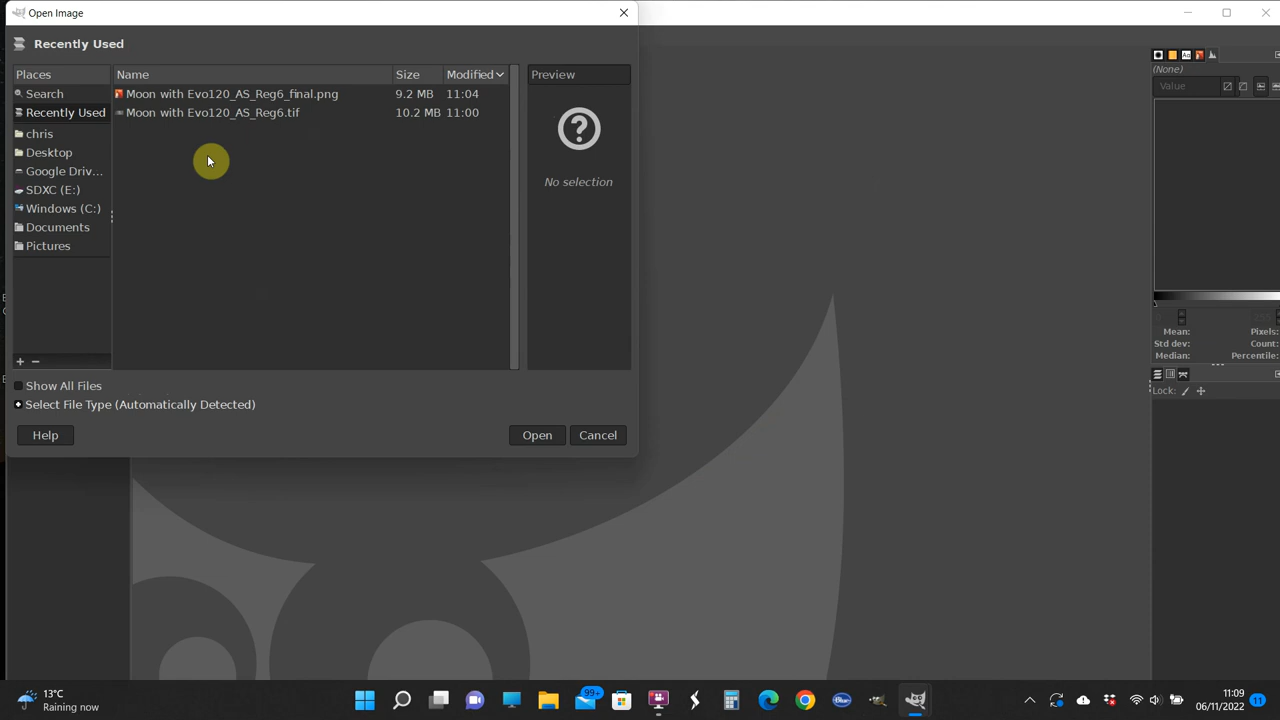 Open Image
Recently Used
Places
Name
Size
Modified
Preview
Search
Moon with Evo120_AS_Reg6_final.png
9.2 MB
11:04
Recently Used
Moon with Evo120_AS_Reg6.tif
10.2 MB
11:00
chris
Desktop
Google Driv...
SDXC (E:)
Windows (C:)
Documents
Pictures
No selection
Show All Files
Select File Type (Automatically Detected)
Help
Open
Cancel
(None)
Value
Mean:
Pixels:
Std dev:
Count:
Median:
Percentile:
Lock:
13°C
Raining now
99+
Blue
11:09
06/11/2022
11